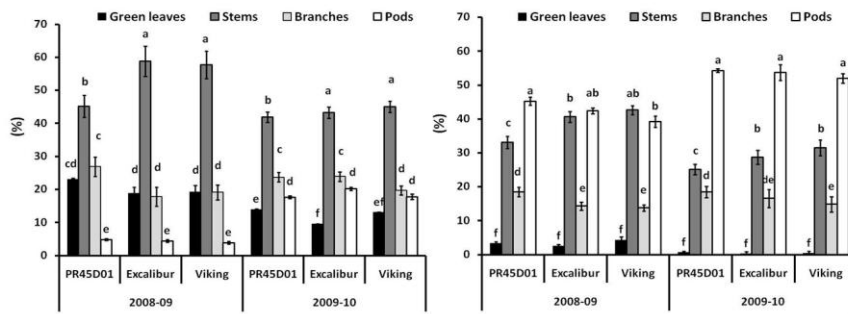 ■ Green leaves ■ Stems ■ Branches □ Pods
70
60
50
40
30
20
10
0
(%)
b a a b a a
cd c d d d d e c d f c d ef d d
e e e
PR45D01 Excalibur Viking PR45D01 Excalibur Viking
2008-09 2009-10
■ Green leaves ■ Stems ■ Branches □ Pods
70
60
50
40
30
20
10
0
(%)
a b ab ab b a a a
c d e e c d b de b e
f f f f f f
PR45D01 Excalibur Viking PR45D01 Excalibur Viking
2008-09 2009-10